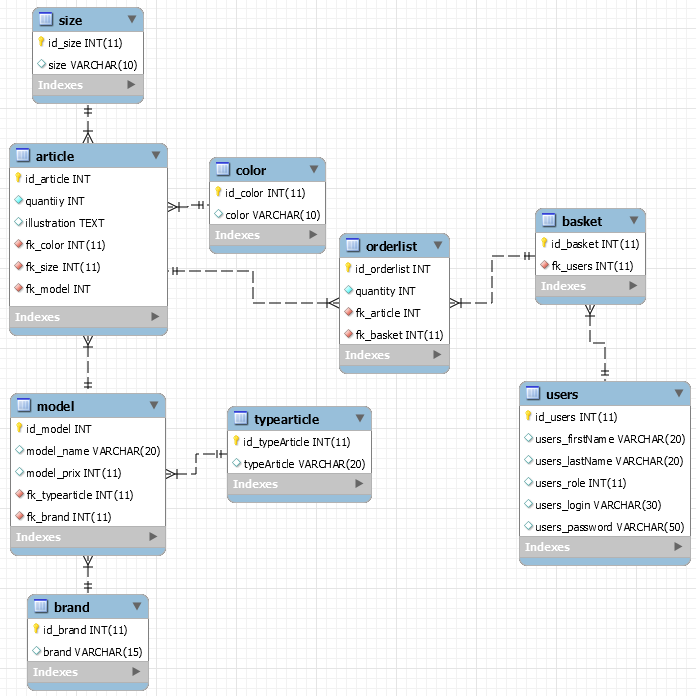 size
id_size INT(11)
size VARCHAR(10)
Indexes
article
id_article INT
quantiiy INT
illustration TEXT
fk_color INT(11)
fk_size INT(11)
fk_model INT
Indexes
color
id_color INT(11)
color VARCHAR(10)
Indexes
orderlist
id_orderlist INT
quantity INT
fk_article INT
fk_basket INT(11)
Indexes
basket
id_basket INT(11)
fk_users INT(11)
Indexes
model
id_model INT
model_name VARCHAR(20)
model_prix INT(11)
fk_typearticle INT(11)
fk_brand INT(11)
Indexes
typearticle
id_typeArticle INT(11)
typeArticle VARCHAR(20)
Indexes
users
id_users INT(11)
users_firstName VARCHAR(20)
users_lastName VARCHAR(20)
users_role INT(11)
users_login VARCHAR(30)
users_password VARCHAR(50)
Indexes
brand
id_brand INT(11)
brand VARCHAR(15)
Indexes